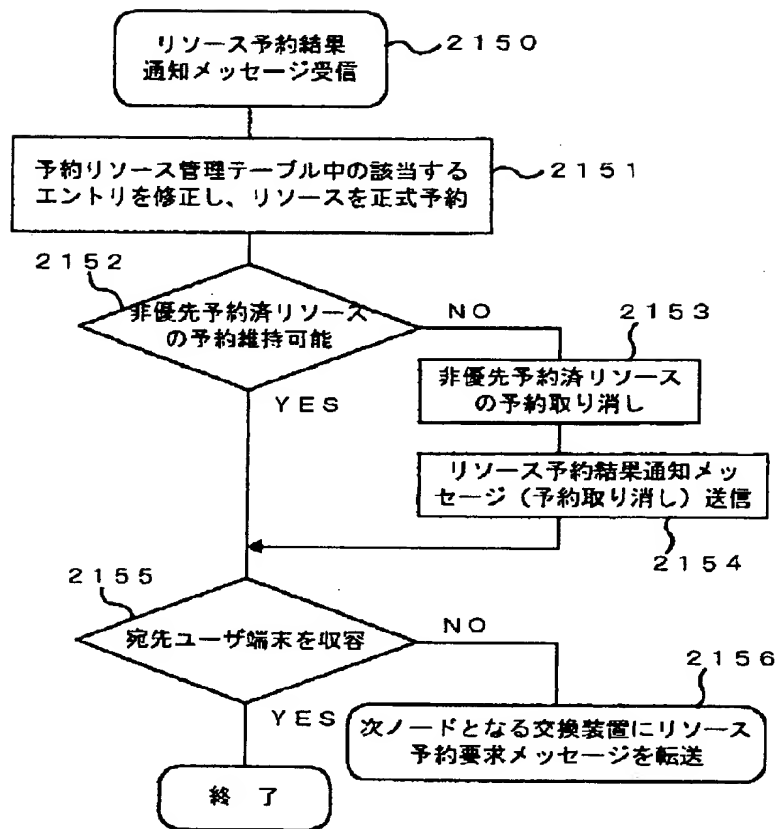 リソース予約結果
通知メッセージ受信
２１５０
予約リソース管理テーブル中の該当する
エントリを修正し、リソースを正式予約
２１５１
２１５２
非優先予約済リソース
の予約維持可能
ＮＯ
ＹＥＳ
２１５３
非優先予約済リソース
の予約取り消し
リソース予約結果通知メッ
セージ（予約取り消し）送信
２１５４
２１５５
宛先ユーザ端末を収容
ＮＯ
ＹＥＳ
２１５６
次ノードとなる交換装置にリソース
予約要求メッセージを転送
終 了